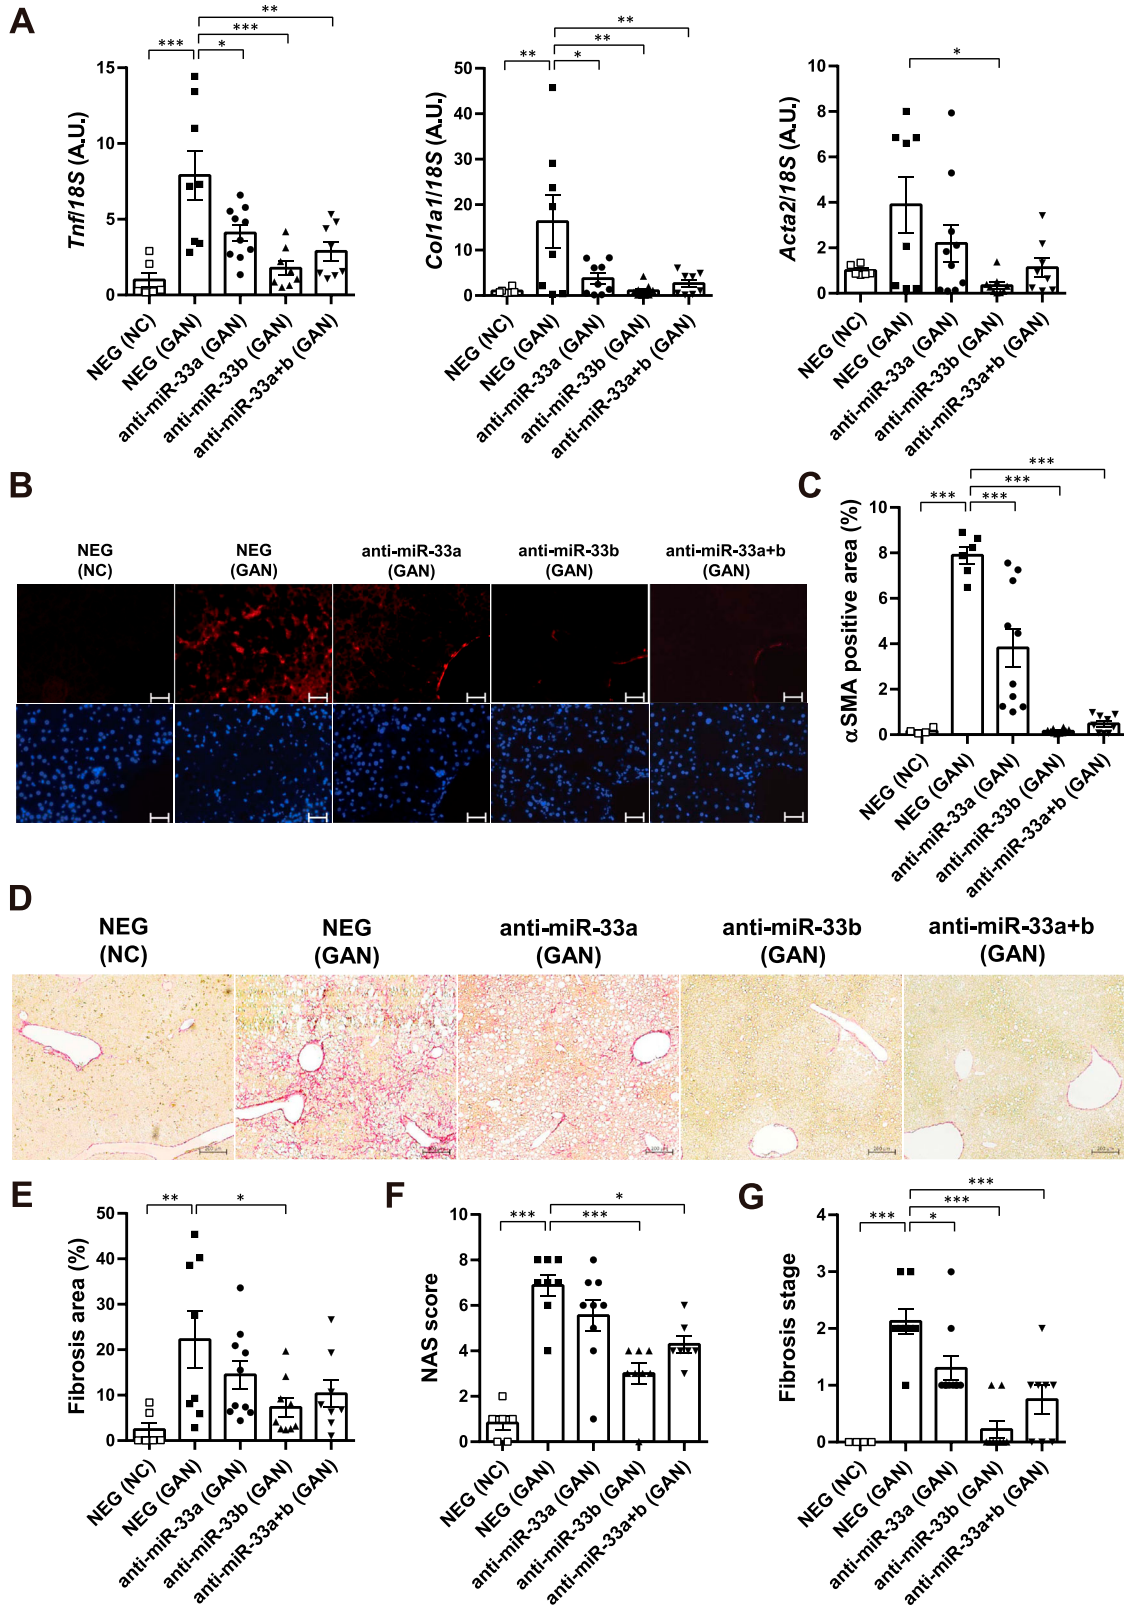 A
Tnf/18S (A.U.)
15
10
5
0
***
*
***
**
NEG (NC)
NEG (GAN)
anti-miR-33a (GAN)
anti-miR-33b (GAN)
anti-miR-33a+b (GAN)
Col1a1/18S (A.U.)
50
40
30
20
10
0
**
*
**
**
NEG (NC)
NEG (GAN)
anti-miR-33a (GAN)
anti-miR-33b (GAN)
anti-miR-33a+b (GAN)
Acta2/18S (A.U.)
10
8
6
4
2
0
*
NEG (NC)
NEG (GAN)
anti-miR-33a (GAN)
anti-miR-33b (GAN)
anti-miR-33a+b (GAN)
B
NEG
(NC)
NEG
(GAN)
anti-miR-33a
(GAN)
anti-miR-33b
(GAN)
anti-miR-33a+b
(GAN)
C
αSMA positive area (%)
10
8
6
4
2
0
***
***
***
***
NEG (NC)
NEG (GAN)
anti-miR-33a (GAN)
anti-miR-33b (GAN)
anti-miR-33a+b (GAN)
D
NEG
(NC)
NEG
(GAN)
anti-miR-33a
(GAN)
anti-miR-33b
(GAN)
anti-miR-33a+b
(GAN)
E
Fibrosis area (%)
50
40
30
20
10
0
**
*
NEG (NC)
NEG (GAN)
anti-miR-33a (GAN)
anti-miR-33b (GAN)
anti-miR-33a+b (GAN)
F
NAS score
10
8
6
4
2
0
***
***
*
NEG (NC)
NEG (GAN)
anti-miR-33a (GAN)
anti-miR-33b (GAN)
anti-miR-33a+b (GAN)
G
Fibrosis stage
4
3
2
1
0
***
*
***
***
NEG (NC)
NEG (GAN)
anti-miR-33a (GAN)
anti-miR-33b (GAN)
anti-miR-33a+b (GAN)